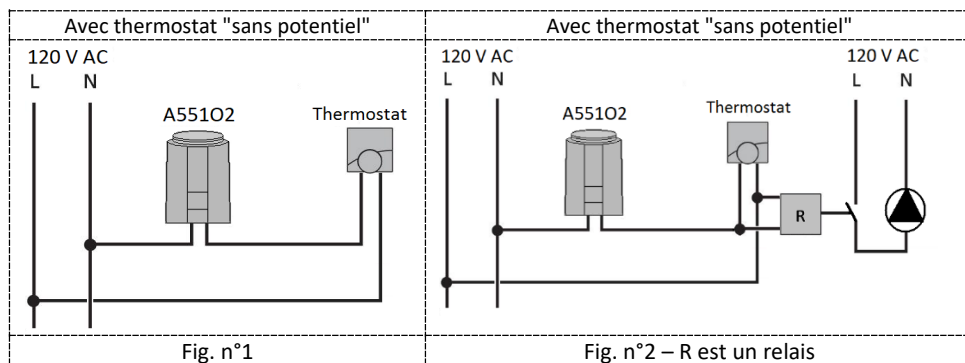 Avec thermostat "sans potentiel"
Avec thermostat "sans potentiel"
120 V AC
L N
A551O2
Thermostat
120 V AC
L N
A551O2
Thermostat
R
120 V AC
L N
Fig. n°1
Fig. n°2 – R est un relais